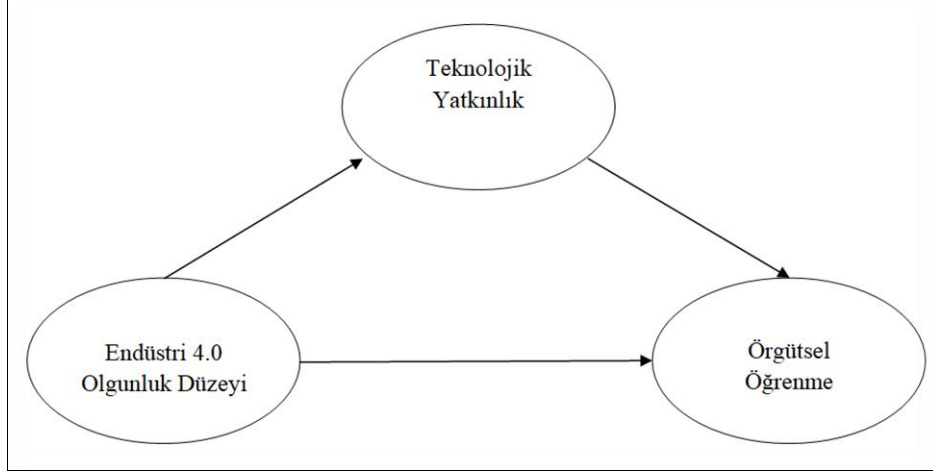 Teknolojik
Yatkınlık
Endüstri 4.0
Olgunluk Düzeyi
Örgütsel
Öğrenme